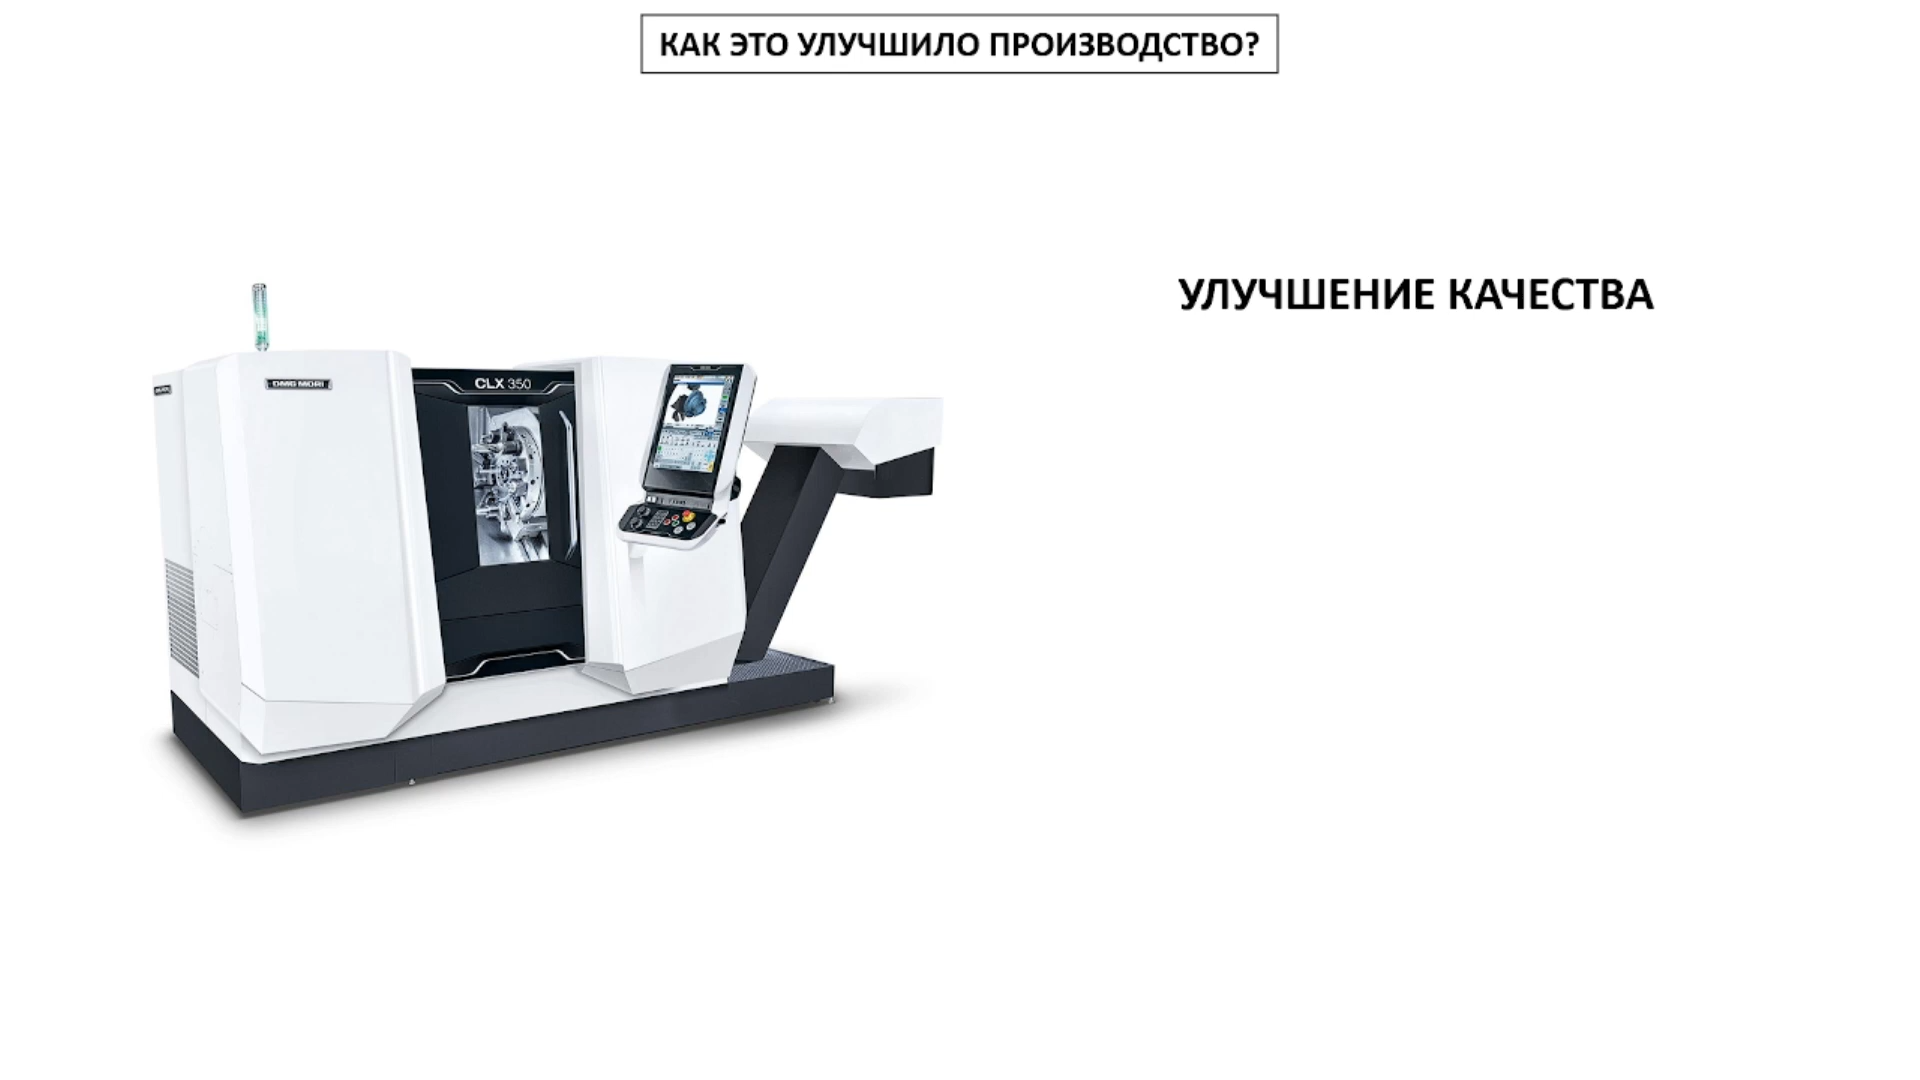 КАК ЭТО УЛУЧШИЛО ПРОИЗВОДСТВО?
УЛУЧШЕНИЕ КАЧЕСТВА
DMG MORI
CLX 350